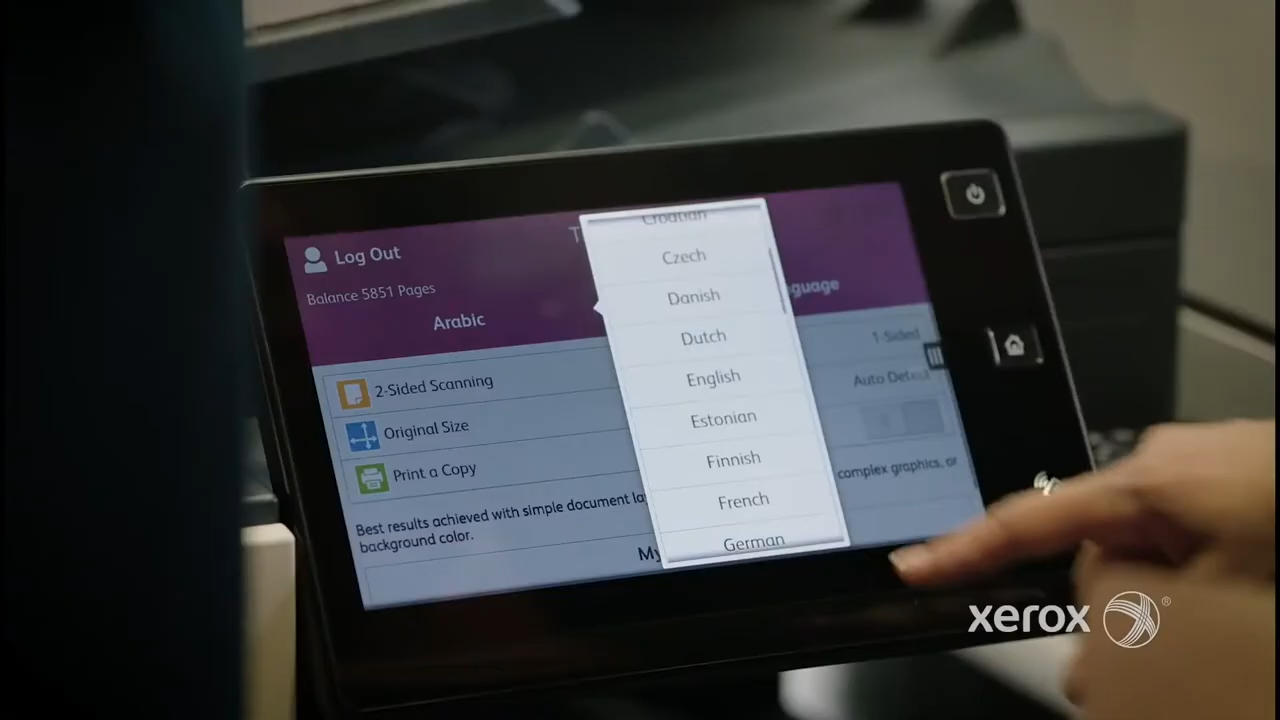 Croatian
Log Out
Czech
Balance 5851 Pages
Danish
Arabic
Dutch
1-Sided
2-Sided Scanning
English
Auto Detect
Original Size
Estonian
Print a Copy
Finnish
complex graphics, or
Best results achieved with simple document
background color.
French
My
German
xerox ®